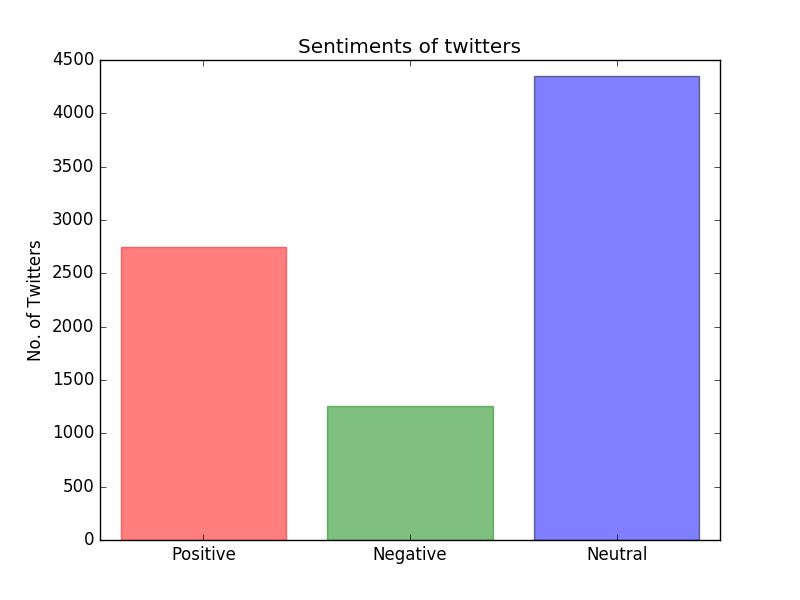 Sentiments of twitters
No. of Twitters
4500
4000
3500
3000
2500
2000
1500
1000
500
0
Positive
Negative
Neutral